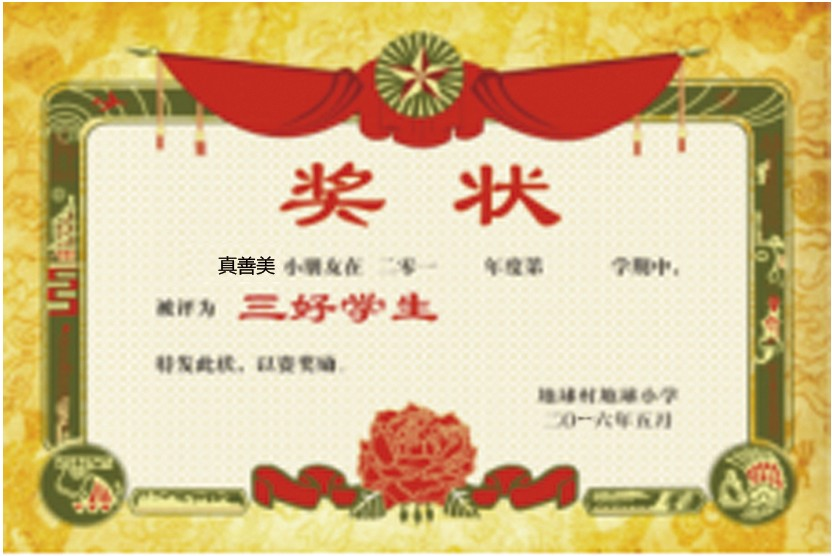 奖 状
真善美 小朋友在 二零一 年度第 学期中，
被评为 三好学生
特发此状，以资奖励．
地球村地球小学
二〇一六年五月